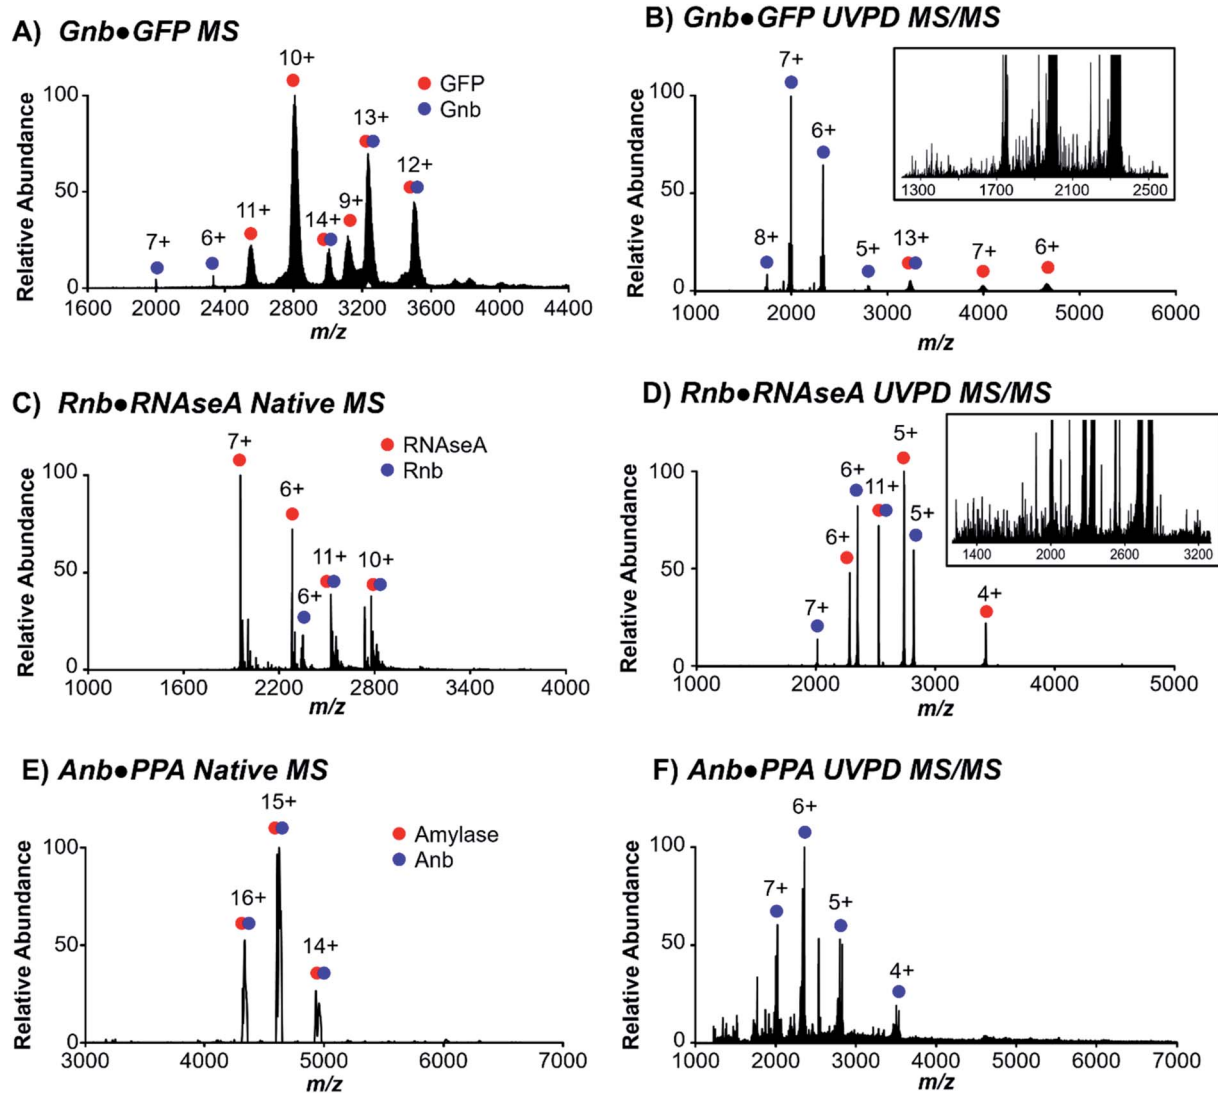 A) Gnb●GFP MS
10+
GFP
Gnb
13+
12+
9+
14+
11+
7+
6+
100
50
0
Relative Abundance
1600 2000 2400 2800 3200 3600 4000 4400
m/z
B) Gnb●GFP UVPD MS/MS
7+
6+
8+
5+
13+
7+
6+
1300 1700 2100 2500
100
50
0
Relative Abundance
1000 2000 3000 4000 5000 6000
m/z
C) Rnb●RNAseA Native MS
7+
6+
6+
11+
10+
RNAseA
Rnb
100
50
0
Relative Abundance
1000 1600 2200 2800 3400 4000
m/z
D) Rnb●RNAseA UVPD MS/MS
5+
6+
11+
5+
6+
7+
4+
1400 2000 2600 3200
100
50
0
Relative Abundance
1000 2000 3000 4000 5000
m/z
E) Anb●PPA Native MS
15+
16+
14+
Amylase
Anb
100
50
0
Relative Abundance
3000 4000 5000 6000 7000
m/z
F) Anb●PPA UVPD MS/MS
6+
7+
5+
4+
100
50
0
Relative Abundance
1000 2000 3000 4000 5000 6000 7000
m/z